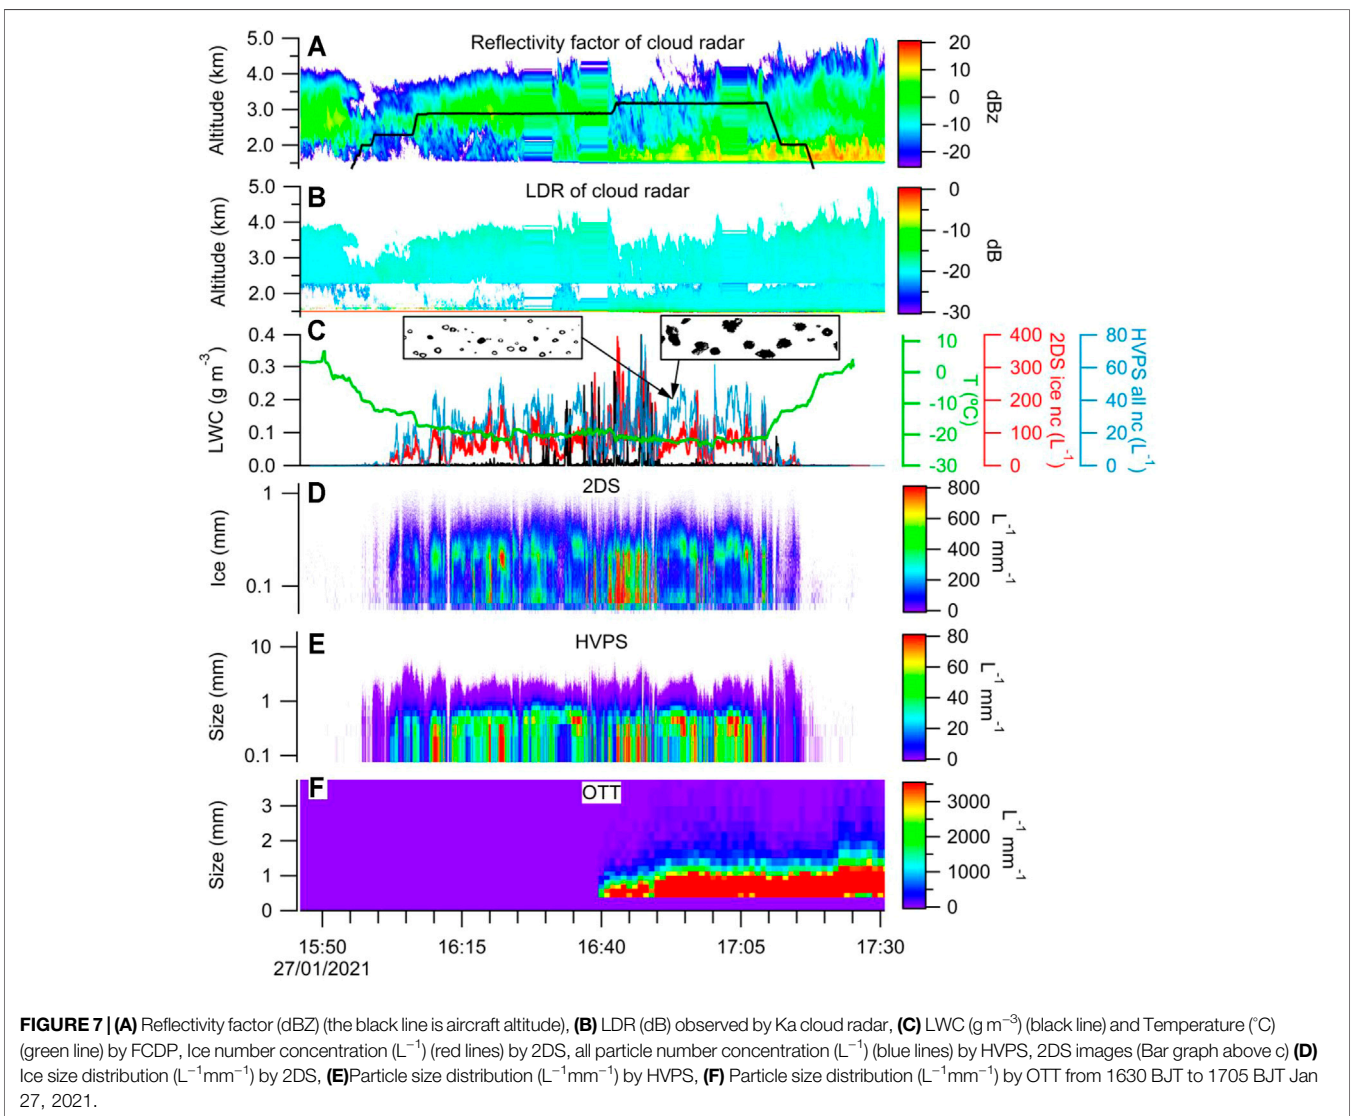 A
Reflectivity factor of cloud radar
Altitude (km)
5.0
4.0
3.0
2.0
20
10
0
-10
-20
dBz
B
LDR of cloud radar
Altitude (km)
5.0
4.0
3.0
2.0
0
-10
-20
-30
dB
C
LWC (g m⁻³)
0.4
0.3
0.2
0.1
0.0
10
0
-10
-20
-30
T (°C)
400
300
200
100
0
2DS ice nc (L⁻¹)
80
60
40
20
0
HVPS all nc (L⁻¹)
D
2DS
Ice (mm)
1
0.1
800
600
400
200
0
L⁻¹ mm⁻¹
E
HVPS
Size (mm)
10
1
0.1
80
60
40
20
0
L⁻¹ mm⁻¹
F
OTT
Size (mm)
3
2
1
0
3000
2000
1000
0
L⁻¹ mm⁻¹
15:50 16:15 16:40 17:05 17:30
27/01/2021
FIGURE 7 | (A) Reflectivity factor (dBZ) (the black line is aircraft altitude), (B) LDR (dB) observed by Ka cloud radar, (C) LWC (g m⁻³) (black line) and Temperature (°C)
(green line) by FCDP, Ice number concentration (L⁻¹) (red lines) by 2DS, all particle number concentration (L⁻¹) (blue lines) by HVPS, 2DS images (Bar graph above c) (D)
Ice size distribution (L⁻¹mm⁻¹) by 2DS, (E)Particle size distribution (L⁻¹mm⁻¹) by HVPS, (F) Particle size distribution (L⁻¹mm⁻¹) by OTT from 1630 BJT to 1705 BJT Jan
27, 2021.